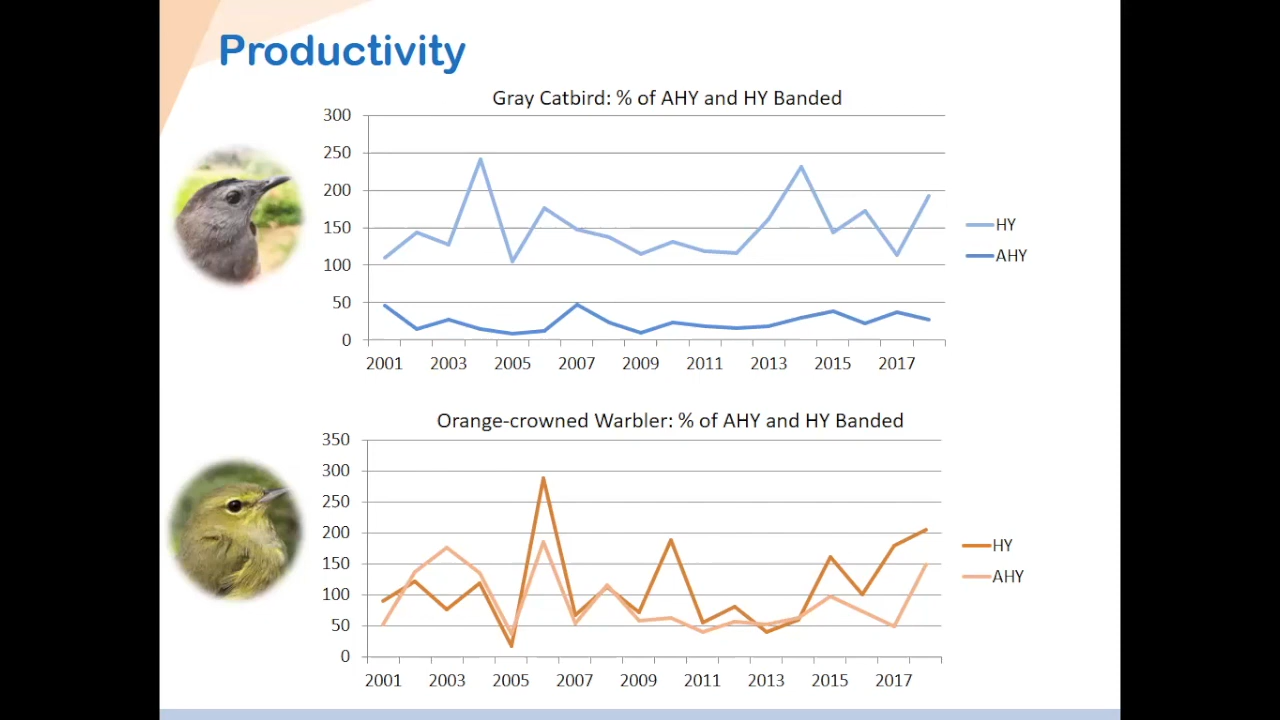 Productivity
Gray Catbird: % of AHY and HY Banded
300
250
200
150
100
50
0
2001 2003 2005 2007 2009 2011 2013 2015 2017
HY
AHY
Orange-crowned Warbler: % of AHY and HY Banded
350
300
250
200
150
100
50
0
2001 2003 2005 2007 2009 2011 2013 2015 2017
HY
AHY